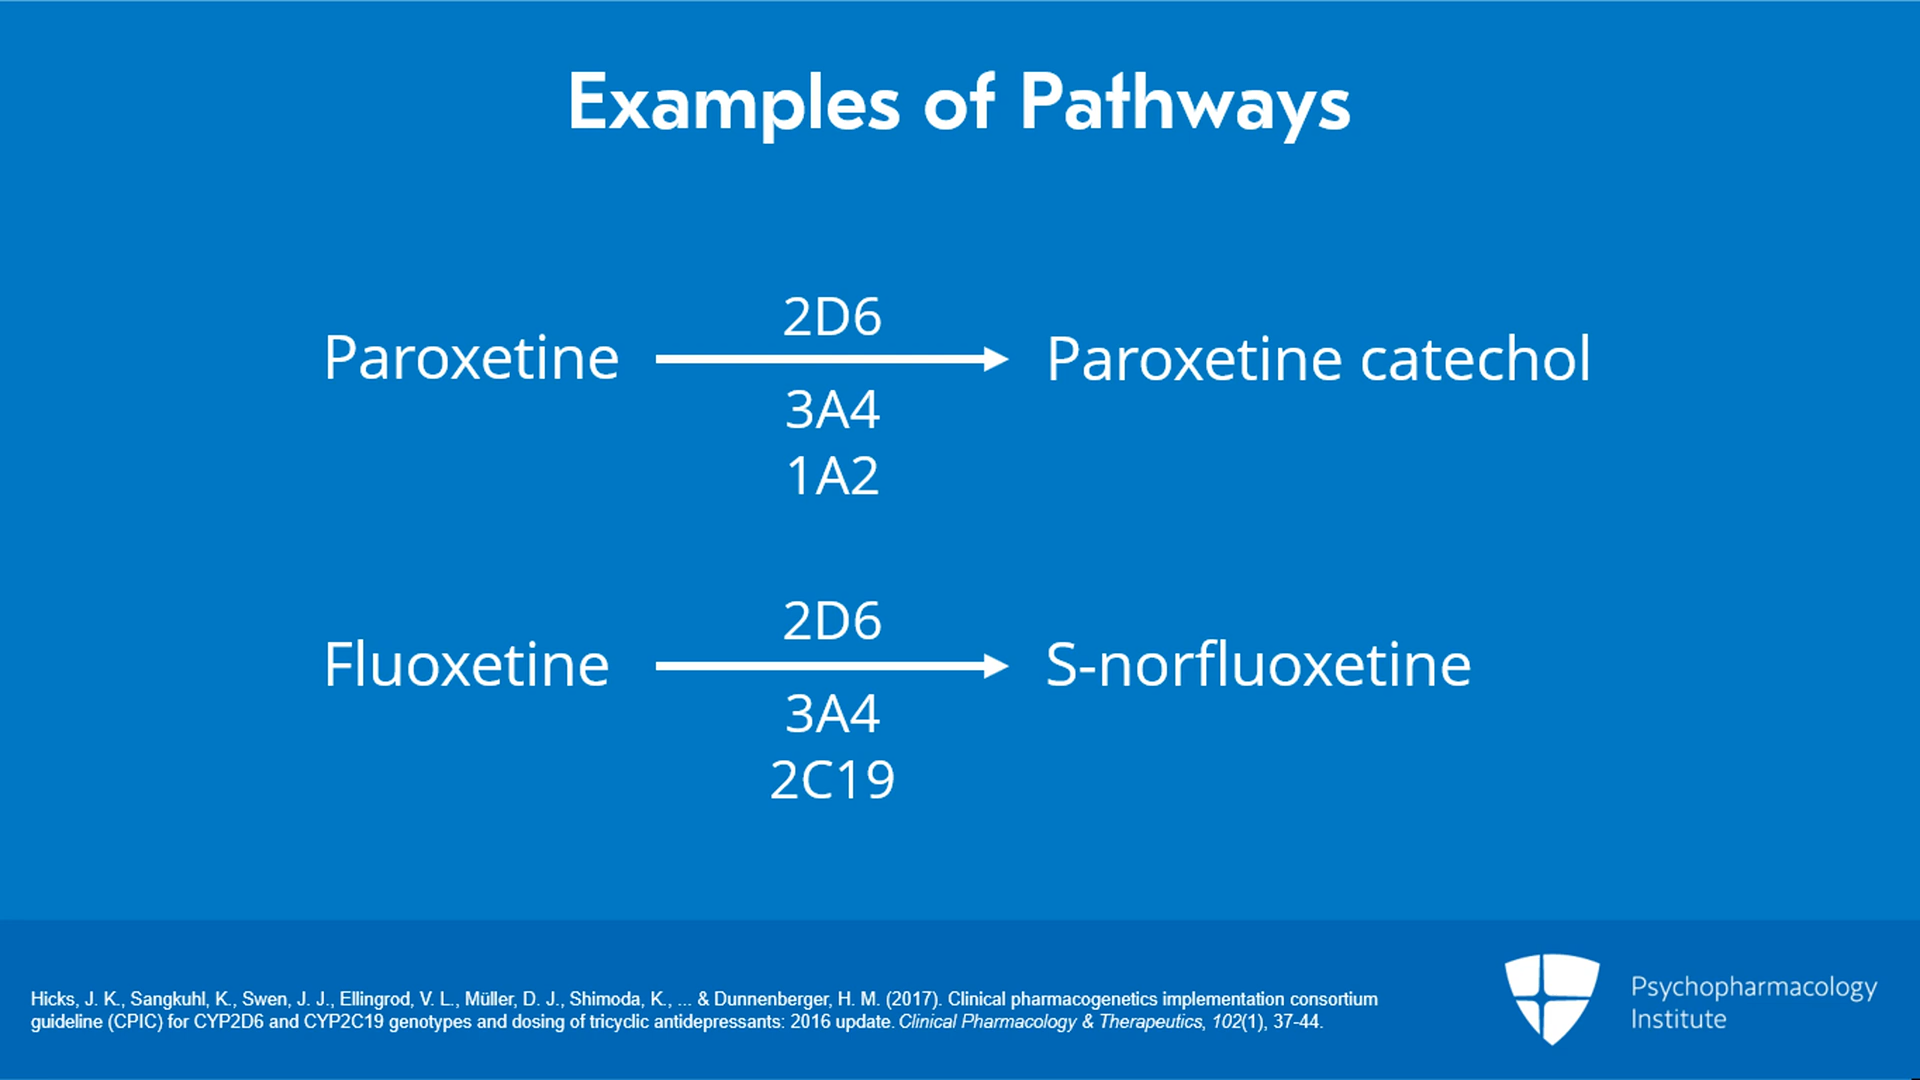 Examples of Pathways
2D6
Paroxetine
Paroxetine catechol
3A4
1A2
2D6
Fluoxetine
S-norfluoxetine
3A4
2C19
Hicks, J. K., Sangkuhl, K., Swen, J. J., Ellingrod, V. L., Müller, D. J., Shimoda, K., ... & Dunnenberger, H. M. (2017). Clinical pharmacogenetics implementation consortium
guideline (CPIC) for CYP2D6 and CYP2C19 genotypes and dosing of tricyclic antidepressants: 2016 update. Clinical Pharmacology & Therapeutics, 102(1), 37-44.
Psychopharmacology
Institute